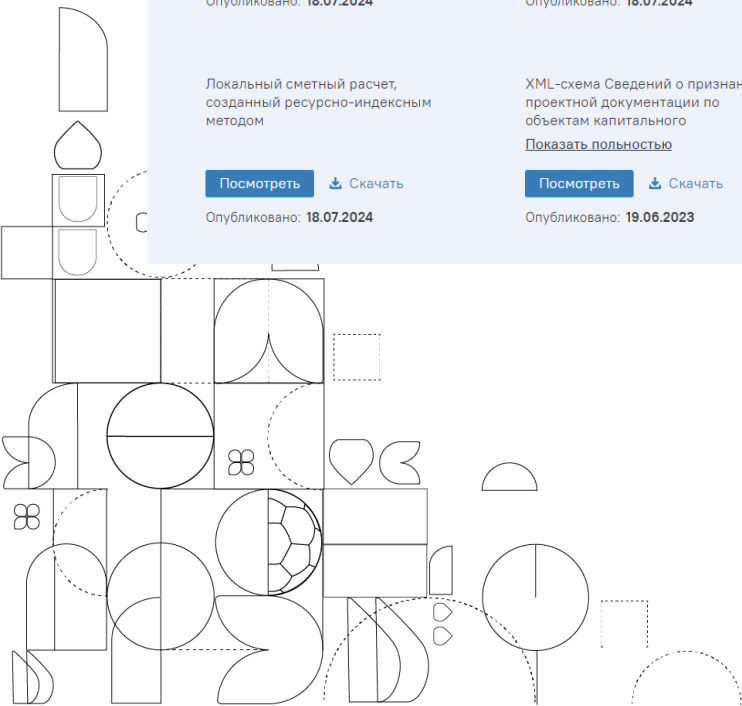 Опубликовано: 18.07.2024
Опубликовано: 18.07.2024
Локальный сметный расчет,
созданный ресурсно-индексным
методом
Посмотреть
Скачать
Опубликовано: 18.07.2024
XML-схема Сведений о признан
проектной документации по
объектам капитального
Показать полностью
Посмотреть
Скачать
Опубликовано: 19.06.2023